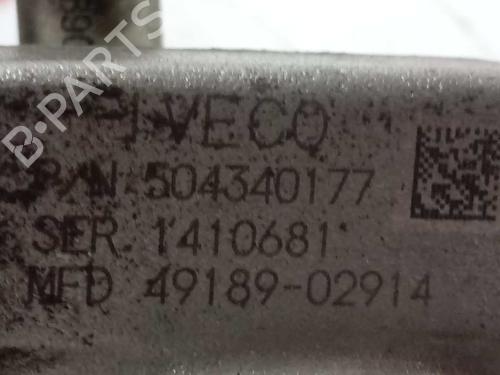 IVECO
P/N 504340177
SER. 1410681
MFD 49189-02914
B-PARTS